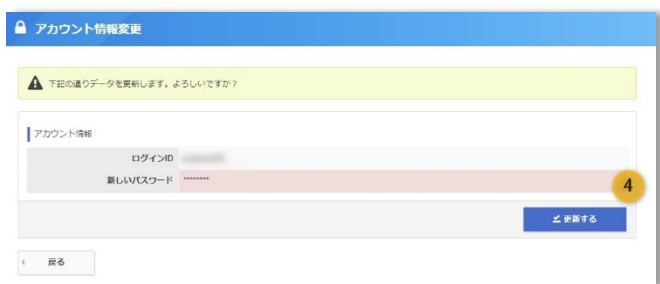 アカウント情報変更
下記の通りデータを更新します。よろしいですか？
アカウント情報
ログインID
新しいパスワード ********
4
更新する
戻る